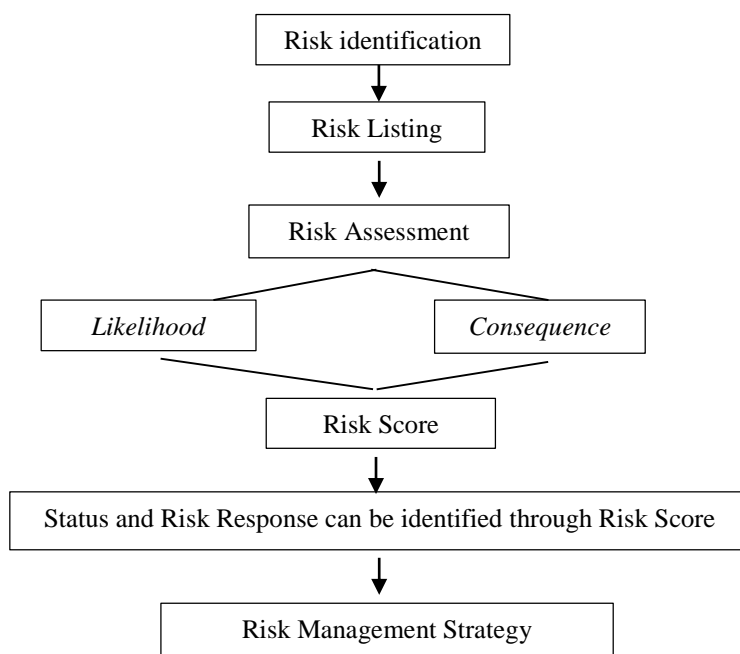 Risk identification
Risk Listing
Risk Assessment
Likelihood
Consequence
Risk Score
Status and Risk Response can be identified through Risk Score
Risk Management Strategy